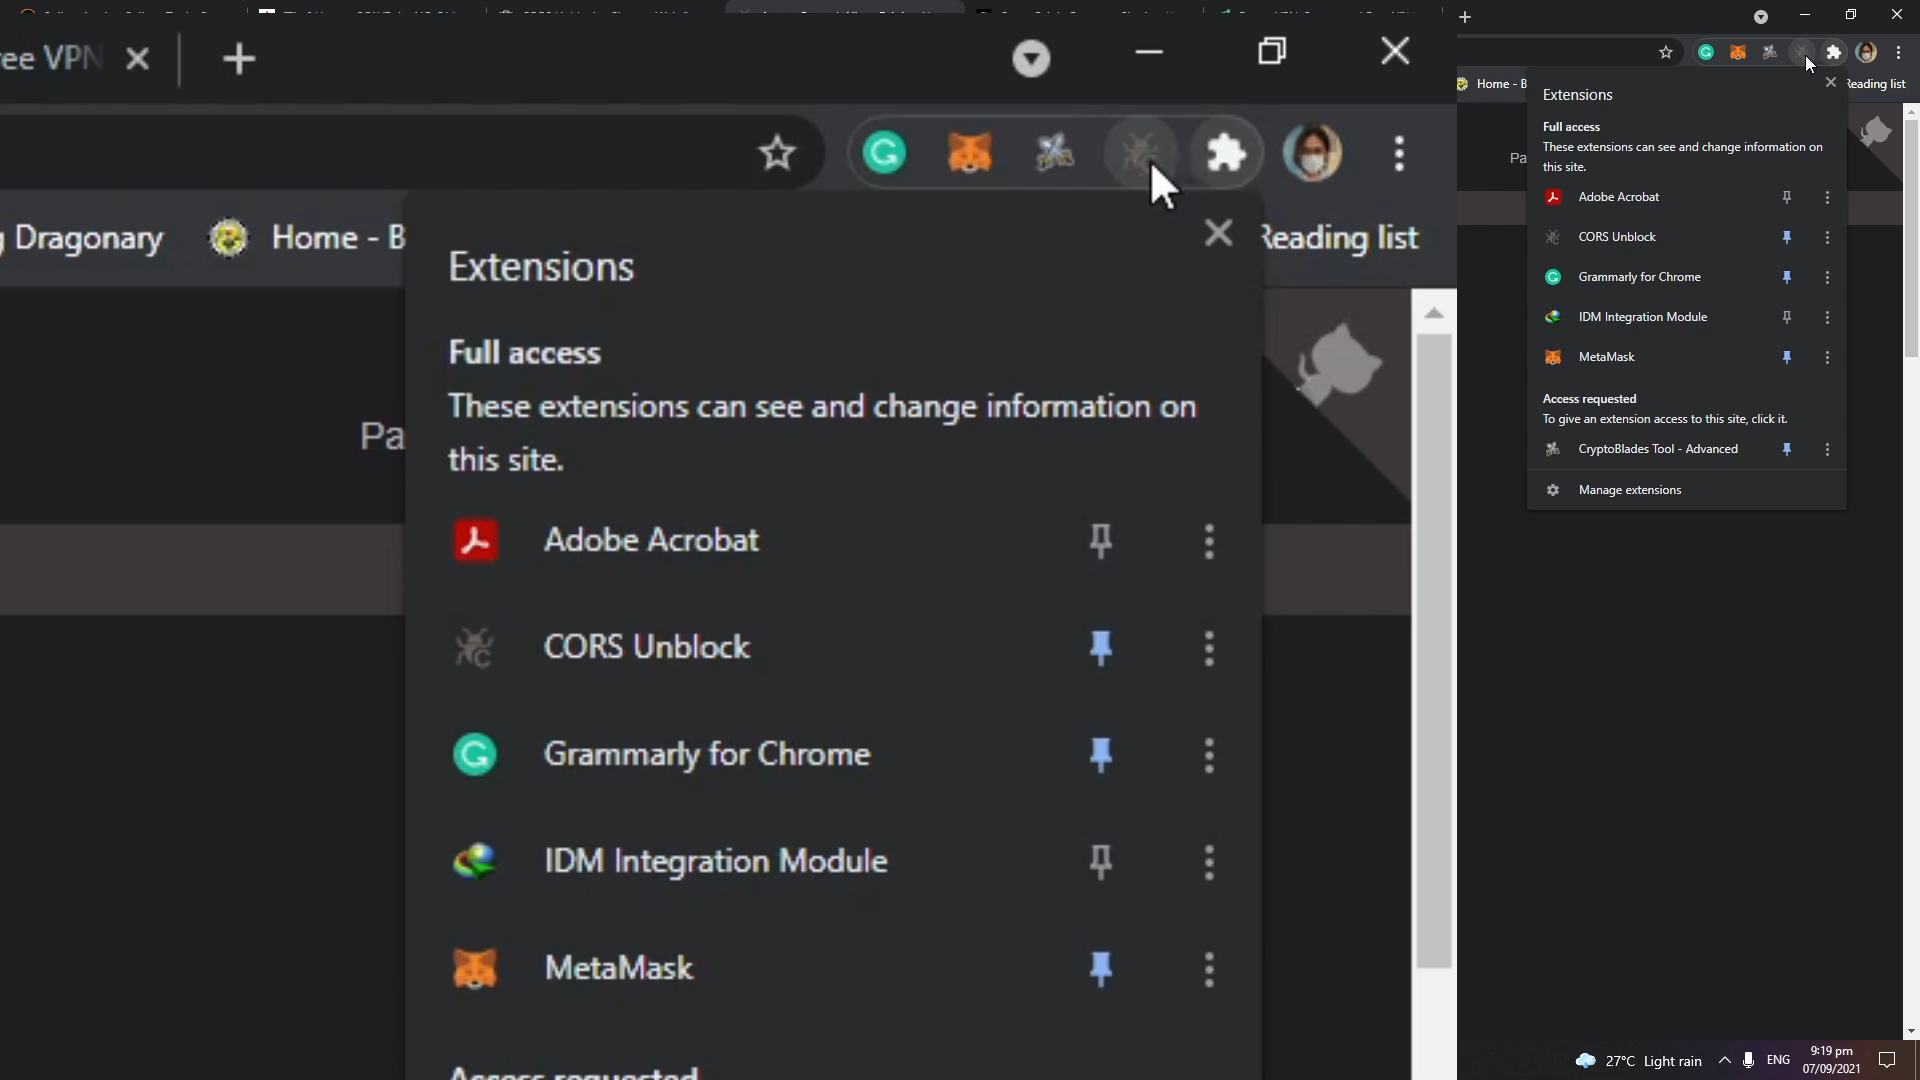 ree VPN
Dragonary
Home - B
Reading list
Extensions
Full access
These extensions can see and change information on
this site.
Pa
Adobe Acrobat
CORS Unblock
Grammarly for Chrome
IDM Integration Module
MetaMask
Access requested
Home - B
Reading list
Extensions
Full access
These extensions can see and change information on
this site.
Pa
Adobe Acrobat
CORS Unblock
Grammarly for Chrome
IDM Integration Module
MetaMask
Access requested
To give an extension access to this site, click it.
CryptoBlades Tool - Advanced
Manage extensions
27°C Light rain
ENG
9:19 pm
07/09/2021